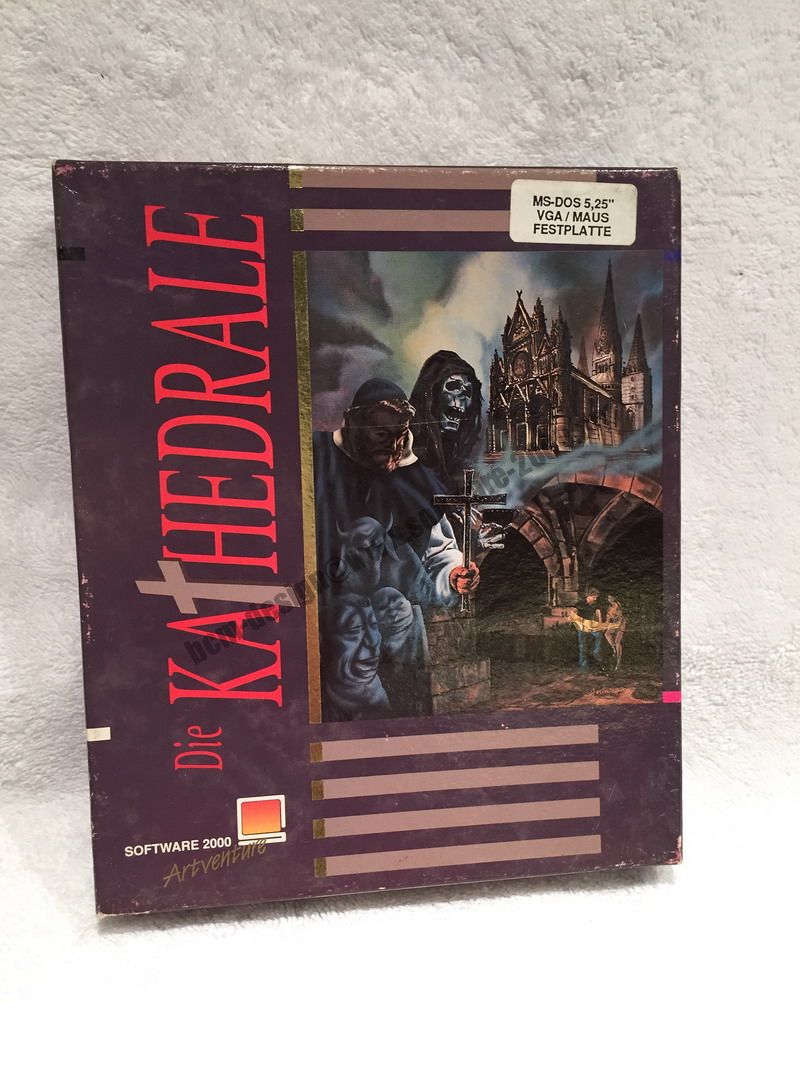 MS-DOS 5,25"
VGA / MAUS
FESTPLATTE
Die KATHEDRALE
SOFTWARE 2000
Artventure